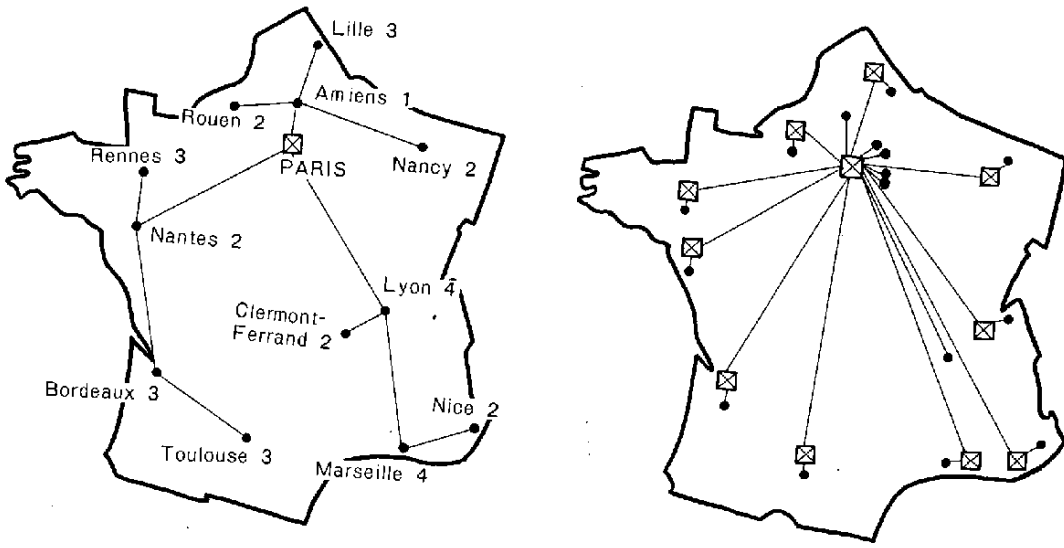 Lille 3
Amiens 1
Rouen 2
Rennes 3
PARIS
Nancy 2
Nantes 2
Lyon 4
Clermont-
Ferrand 2
Bordeaux 3
Nice 2
Toulouse 3
Marseille 4